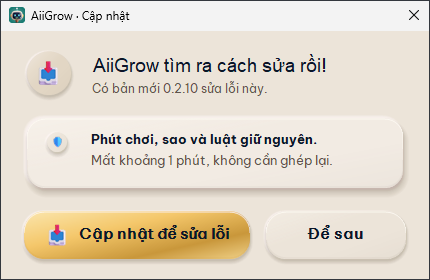 AiiGrow · Cập nhật
AiiGrow tìm ra cách sửa rồi!
Có bản mới 0.2.10 sửa lỗi này.
Phút chơi, sao và luật giữ nguyên.
Mất khoảng 1 phút, không cần ghép lại.
Cập nhật để sửa lỗi
Để sau